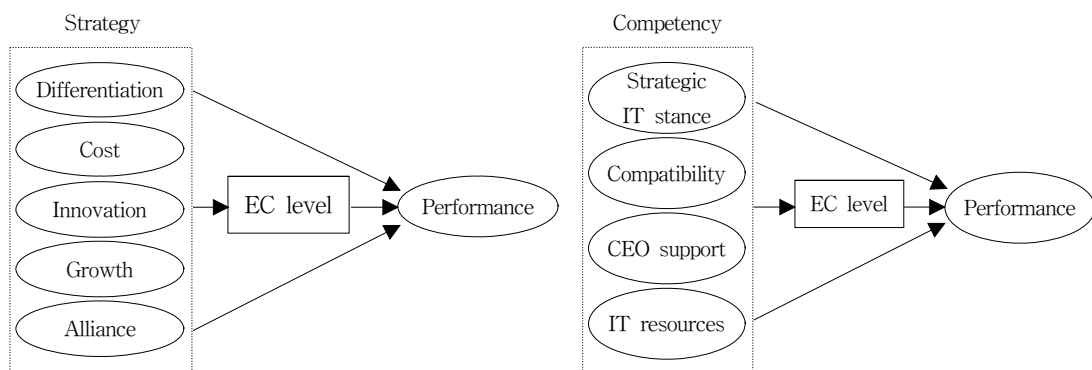 Strategy
Differentiation
Cost
Innovation
Growth
Alliance
EC level
Performance
Competency
Strategic
IT stance
Compatibility
CEO support
IT resources
EC level
Performance